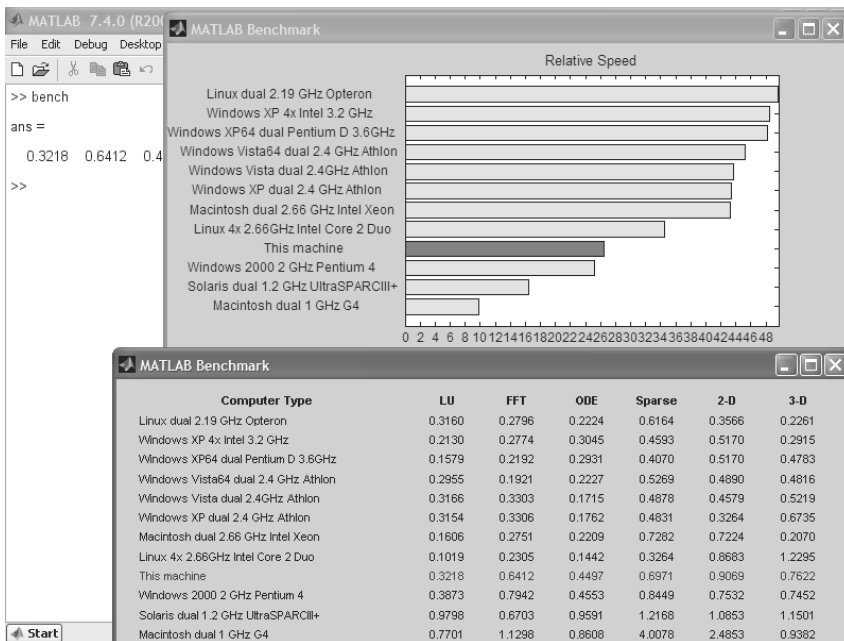 MATLAB 7.4.0 (R200
File Edit Debug Desktop
>> bench
ans =
0.3218 0.6412 0.4
>>
Start
MATLAB Benchmark
Relative Speed
Linux dual 2.19 GHz Opteron
Windows XP 4x Intel 3.2 GHz
Windows XP64 dual Pentium D 3.6GHz
Windows Vista64 dual 2.4 GHz Athlon
Windows Vista dual 2.4GHz Athlon
Windows XP dual 2.4 GHz Athlon
Macintosh dual 2.66 GHz Intel Xeon
Linux 4x 2.66GHz Intel Core 2 Duo
This machine
Windows 2000 2 GHz Pentium 4
Solaris dual 1.2 GHz UltraSPARCIII+
Macintosh dual 1 GHz G4
0 2 4 6 8 10 12 14 16 18 20 22 24 26 28 30 32 34 36 38 40 42 44 46 48
MATLAB Benchmark
Computer Type LU FFT ODE Sparse 2-D 3-D
Linux dual 2.19 GHz Opteron 0.3160 0.2796 0.2224 0.6164 0.3566 0.2261
Windows XP 4x Intel 3.2 GHz 0.2130 0.2774 0.3045 0.4593 0.5170 0.2915
Windows XP64 dual Pentium D 3.6GHz 0.1579 0.2192 0.2931 0.4070 0.5170 0.4783
Windows Vista64 dual 2.4 GHz Athlon 0.2955 0.1921 0.2227 0.5269 0.4890 0.4816
Windows Vista dual 2.4GHz Athlon 0.3166 0.3303 0.1715 0.4878 0.4579 0.5219
Windows XP dual 2.4 GHz Athlon 0.3154 0.3306 0.1762 0.4831 0.3264 0.6735
Macintosh dual 2.66 GHz Intel Xeon 0.1606 0.2751 0.2209 0.7282 0.7224 0.2070
Linux 4x 2.66GHz Intel Core 2 Duo 0.1019 0.2305 0.1442 0.3264 0.8683 1.2295
This machine 0.3218 0.6412 0.4497 0.6971 0.9069 0.7622
Windows 2000 2 GHz Pentium 4 0.3873 0.7942 0.4553 0.8449 0.7532 0.7452
Solaris dual 1.2 GHz UltraSPARCIII+ 0.9798 0.6703 0.9591 1.2168 1.0853 1.1501
Macintosh dual 1 GHz G4 0.7701 1.1298 0.8608 4.0078 2.4853 0.9382